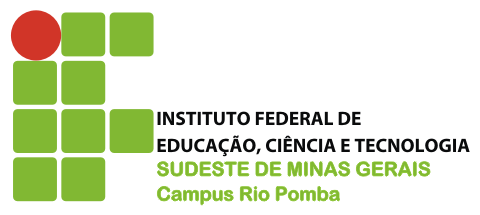 INSTITUTO FEDERAL DE
EDUCAÇÃO, CIÊNCIA E TECNOLOGIA
SUDESTE DE MINAS GERAIS
Campus Rio Pomba